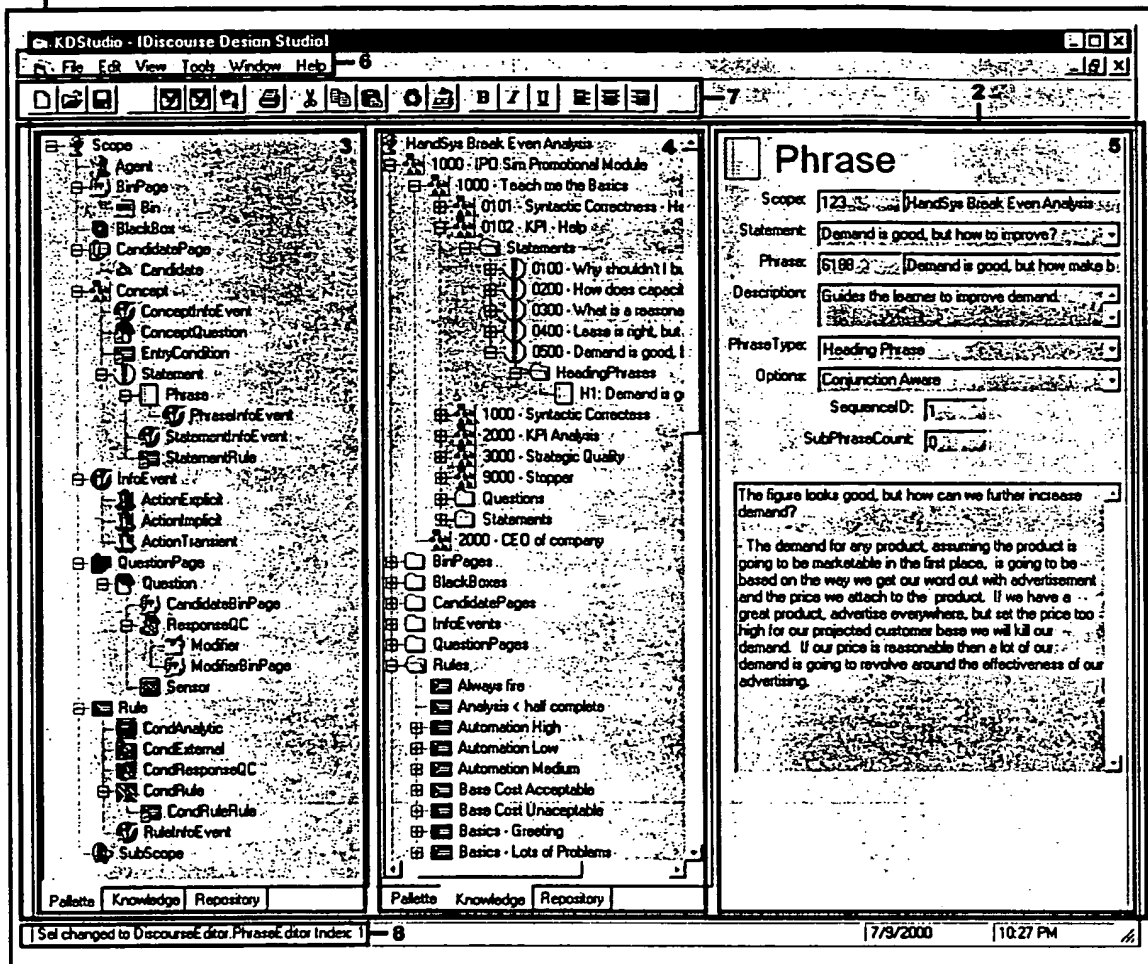 KDStudio - [Discourse Design Studio]
File Edit View Tools Window Help
6
B I U
7
2
Scope
3
Agent
BinPage
Bin
BlackBox
CandidatePage
Candidate
Concept
ConceptInfoEvent
ConceptQuestion
EntryCondition
Statement
Phrase
PhraseInfoEvent
StatementInfoEvent
StatementRule
InfoEvent
ActionExplicit
ActionImplicit
ActionTransient
QuestionPage
Question
CandidateBinPage
ResponseQC
Modifier
ModifierBinPage
Sensor
Rule
CondAnalytic
CondExternal
CondResponseQC
CondRule
CondRuleRule
RuleInfoEvent
SubScope
Pallette Knowledge Repository
HandSys Break Even Analysis
4
1000 - IPO Sim Promotional Module
1000 - Teach me the Basics
0101 - Syntactic Correctness - He
0102 - KPI - Help
Statements
0100 - Why shouldn't I bu
0200 - How does capacit
0300 - What is a reasona
0400 - Lease is right, but
0500 - Demand is good, b
HeadingPhrases
H1: Demand is g
1000 - Syntactic Correctess
2000 - KPI Analysis
3000 - Strategic Quality
9000 - Stopper
Questions
Statements
2000 - CEO of company
BinPages
BlackBoxes
CandidatePages
InfoEvents
QuestionPages
Rules
Always fire
Analysis < half complete
Automation High
Automation Low
Automation Medium
Base Cost Acceptable
Base Cost Unacceptable
Basics - Greeting
Basics - Lots of Problems
Pallette Knowledge Repository
5
Phrase
Scope: 123 HandSys Break Even Analysis
Statement: Demand is good, but how to improve?
Phrase: 6188 Demand is good, but how make b
Description: Guides the learner to improve demand.
PhraseType: Heading Phrase
Options: Conjunction Aware
SequenceID: 1
SubPhraseCount: 0
The figure looks good, but how can we further increase
demand?
The demand for any product, assuming the product is
going to be marketable in the first place, is going to be
based on the way we get our word out with advertisement
and the price we attach to the product. If we have a
great product, advertise everywhere, but set the price too
high for our projected customer base we will kill our
demand. If our price is reasonable then a lot of our
demand is going to revolve around the effectiveness of our
advertising.
Sel changed to DiscourseEditor.PhraseEditor Index: 1
8
7/9/2000 10:27 PM